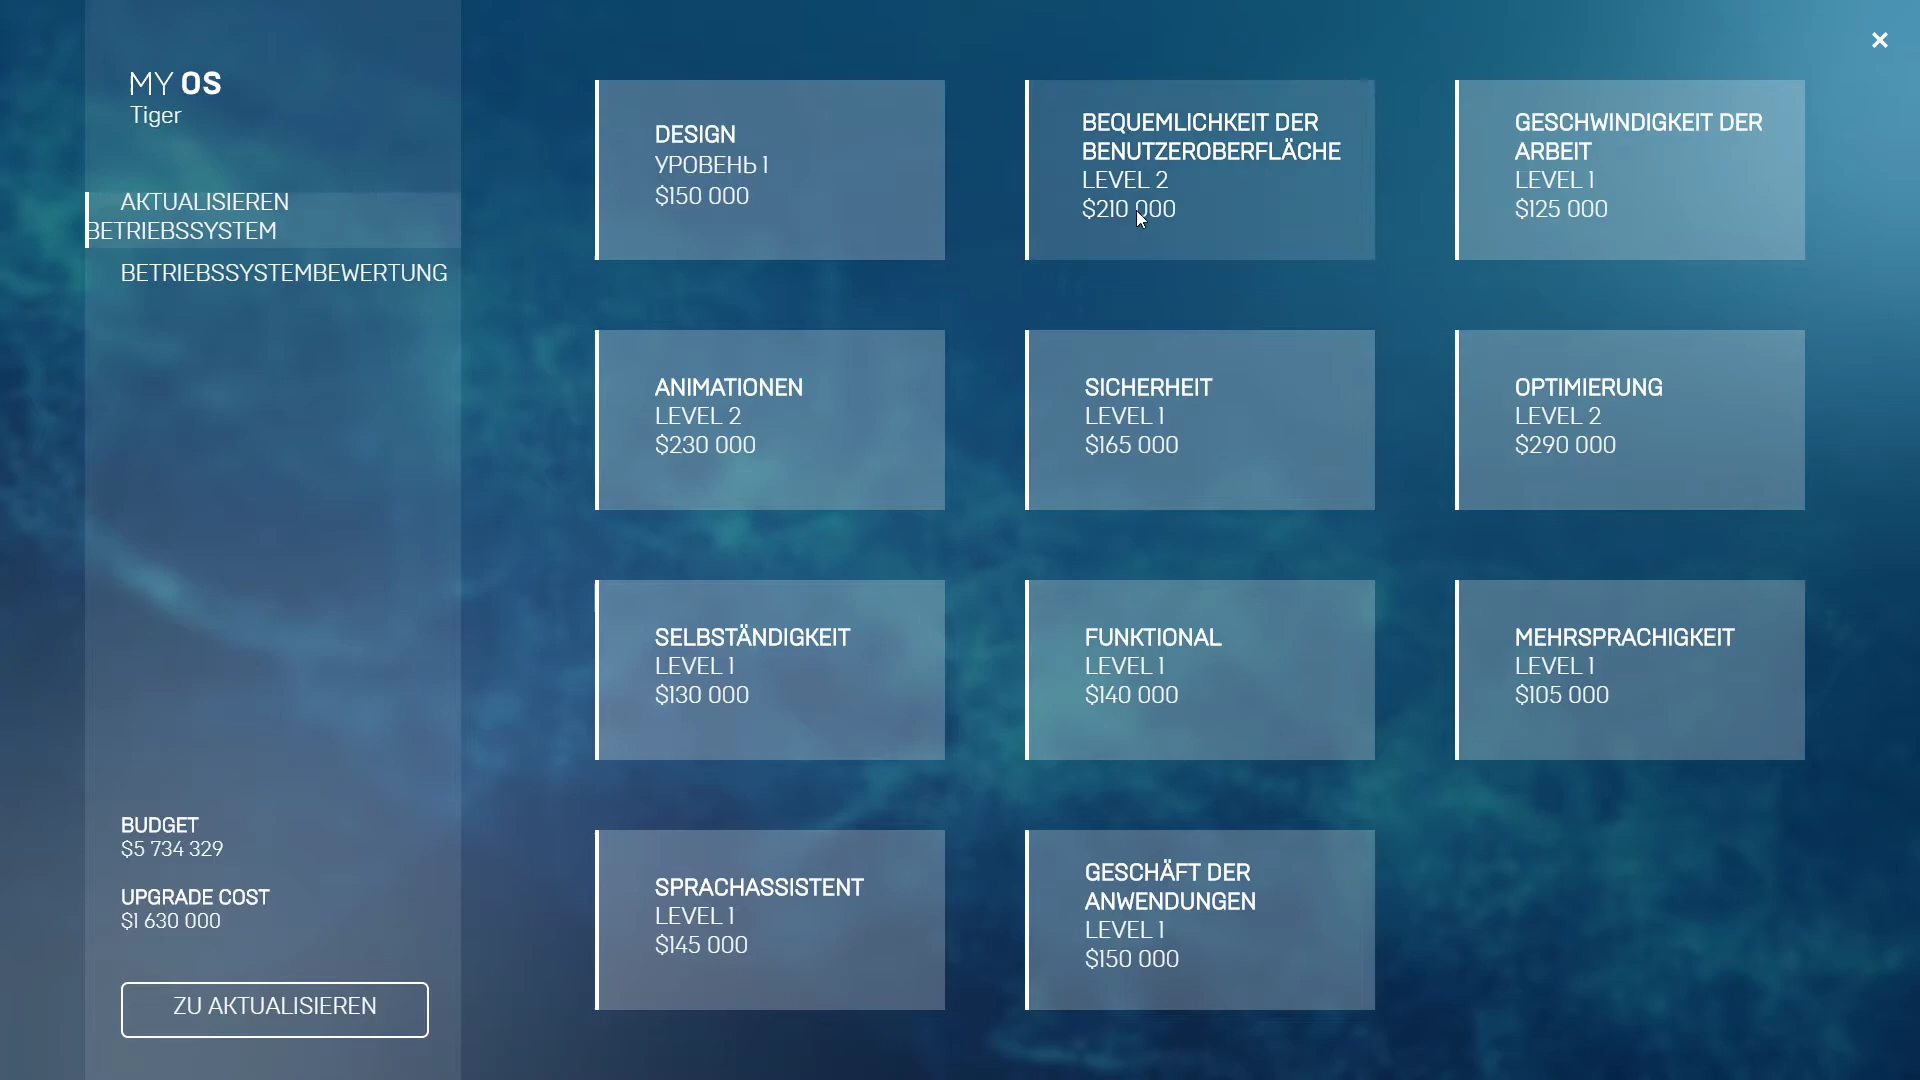 MY OS
Tiger
AKTUALISIEREN
BETRIEBSSYSTEM
BETRIEBSSYSTEMBEWERTUNG
BUDGET
$5 734 329
UPGRADE COST
$1 630 000
ZU AKTUALISIEREN
DESIGN
УРОВЕНЬ 1
$150 000
BEQUEMLICHKEIT DER
BENUTZEROBERFLÄCHE
LEVEL 2
$210 000
GESCHWINDIGKEIT DER
ARBEIT
LEVEL 1
$125 000
ANIMATIONEN
LEVEL 2
$230 000
SICHERHEIT
LEVEL 1
$165 000
OPTIMIERUNG
LEVEL 2
$290 000
SELBSTÄNDIGKEIT
LEVEL 1
$130 000
FUNKTIONAL
LEVEL 1
$140 000
MEHRSPRACHIGKEIT
LEVEL 1
$105 000
SPRACHASSISTENT
LEVEL 1
$145 000
GESCHÄFT DER
ANWENDUNGEN
LEVEL 1
$150 000